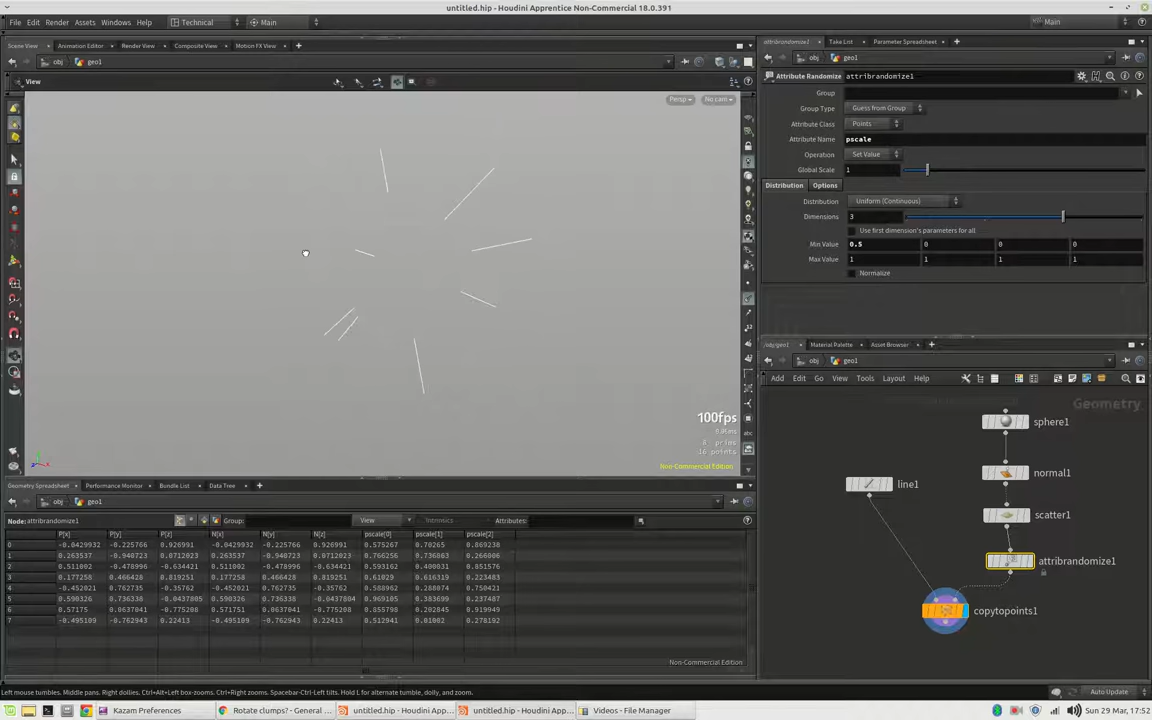 untitled.hip - Houdini Apprentice Non-Commercial 18.0.391
File Edit Render Assets Windows Help Technical Main Main
Scene View Animation Editor Render View Composite View Motion FX View
obj geo1
View
Persp No cam
100fps
8 prims
16 points
Non-Commercial Edition
attribrandomize1 Take List Parameter Spreadsheet
obj geo1
Attribute Randomize attribrandomize1
Group
Group Type Guess from Group
Attribute Class Points
Attribute Name pscale
Operation Set Value
Global Scale 1
Distribution Options
Distribution Uniform (Continuous)
Dimensions 3
Use first dimension's parameters for all
Min Value 0.5 0 0 0
Max Value 1 1 1 1
Normalize
/obj/geo1 Material Palette Asset Browser
obj geo1
Add Edit Go View Tools Layout Help
Geometry
sphere1
normal1
line1
scatter1
attribrandomize1
copytopoints1
Geometry Spreadsheet Performance Monitor Bundle List Data Tree
obj geo1
Node: attribrandomize1 Group: View Intrinsics Attributes:
P[x] P[y] P[z] N[x] N[y] N[z] pscale[0] pscale[1] pscale[2]
0 -0.0429932 -0.225766 0.926991 -0.0429932 -0.225766 0.926991 0.575267 0.70265 0.869238
1 0.263537 -0.940723 0.0712023 0.263537 -0.940723 0.0712023 0.766256 0.736863 0.266006
2 0.511002 -0.478996 -0.634421 0.511002 -0.478996 -0.634421 0.593162 0.400432 0.851576
3 0.177258 0.466428 0.819251 0.177258 0.466428 0.819251 0.61029 0.616319 0.223483
4 -0.452021 0.762735 -0.35762 -0.452021 0.762735 -0.35762 0.600588 0.288874 0.750421
5 0.590326 0.736338 -0.0437805 0.590326 0.736338 -0.0437804 0.969105 0.383699 0.237487
6 0.57175 0.0637041 -0.775208 0.571751 0.0637041 -0.775208 0.855798 0.202845 0.919949
7 -0.495109 -0.762943 0.22413 -0.495109 -0.762943 0.22413 0.512941 0.81082 0.278192
Non-Commercial Edition
Left mouse tumbles. Middle pans. Right dollies. Ctrl+Alt+Left box-zooms. Ctrl+Right zooms. Spacebar-Ctrl-Left tilts. Hold L for alternate tumble, dolly, and zoom.
Auto Update
Kazam Preferences Rotate clumps? - General ... untitled.hip - Houdini App... untitled.hip - Houdini App... Videos - File Manager Sun 29 Mar, 17:52